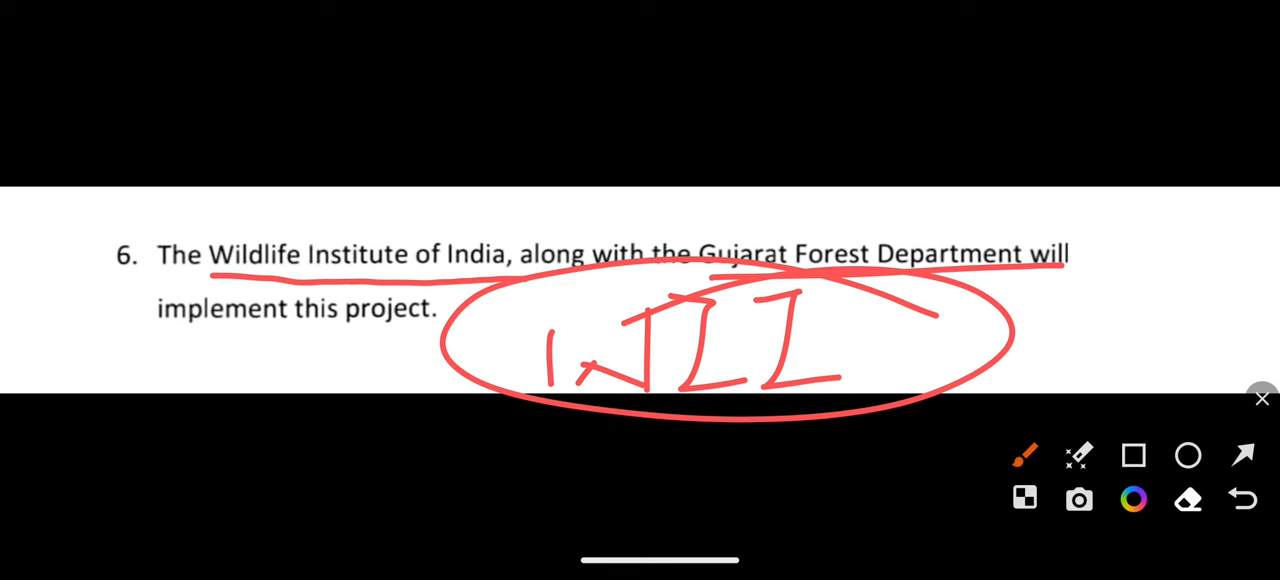 6. The Wildlife Institute of India, along with the Gujarat Forest Department will
implement this project.
WII